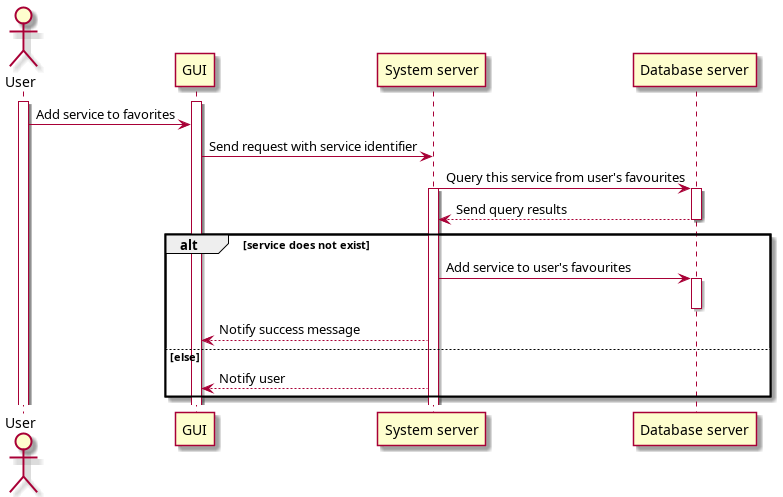 User
GUI
System server
Database server
Add service to favorites
Send request with service identifier
Query this service from user's favourites
Send query results
alt
[service does not exist]
Add service to user's favourites
Notify success message
[else]
Notify user
User
GUI
System server
Database server